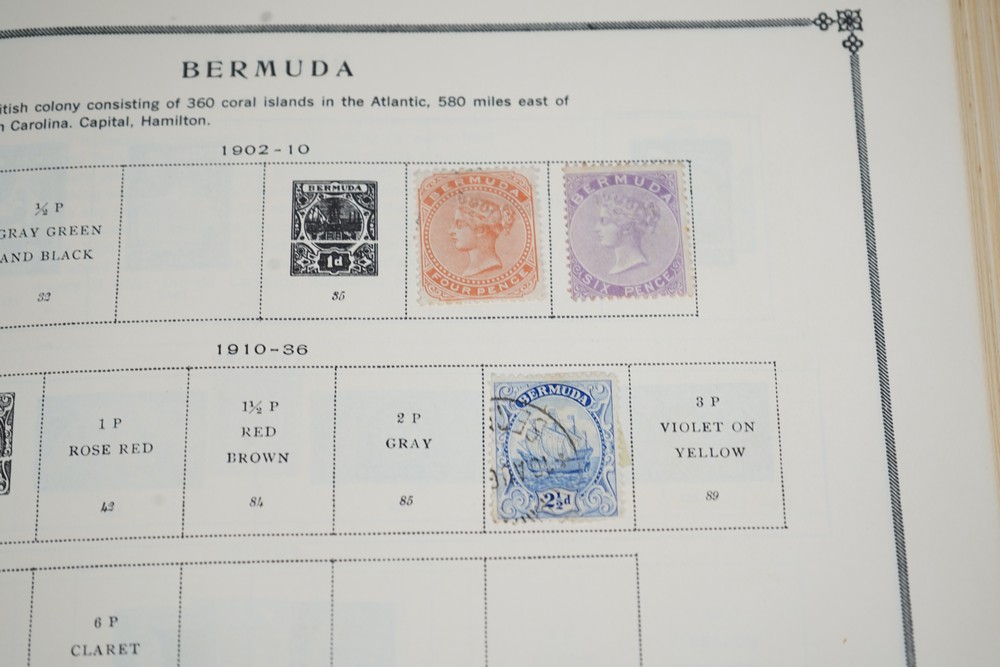 BERMUDA
itish colony consisting of 360 coral islands in the Atlantic, 580 miles east of
n Carolina. Capital, Hamilton.
1902-10
½ P
GRAY GREEN
AND BLACK
32
BERMUDA
1d
35
BERMUDA
FOUR PENCE
BERMUDA
SIX PENCE
1910-36
1 P
ROSE RED
42
1½ P
RED
BROWN
84
2 P
GRAY
85
BERMUDA
2½d
3 P
VIOLET ON
YELLOW
89
6 P
CLARET